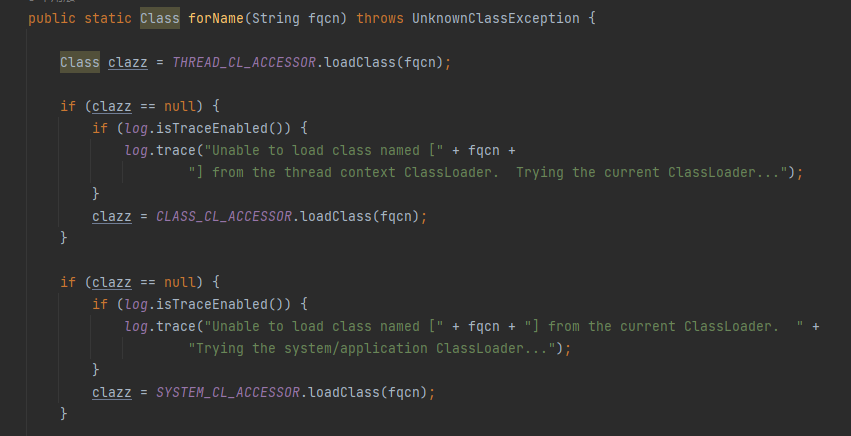 public static Class forName(String fqcn) throws UnknownClassException {
Class clazz = THREAD_CL_ACCESSOR.loadClass(fqcn);
if (clazz == null) {
if (log.isTraceEnabled()) {
log.trace("Unable to load class named [" + fqcn +
"] from the thread context ClassLoader.  Trying the current ClassLoader...");
}
clazz = CLASS_CL_ACCESSOR.loadClass(fqcn);
}
if (clazz == null) {
if (log.isTraceEnabled()) {
log.trace("Unable to load class named [" + fqcn + "] from the current ClassLoader.  " +
"Trying the system/application ClassLoader...");
}
clazz = SYSTEM_CL_ACCESSOR.loadClass(fqcn);
}